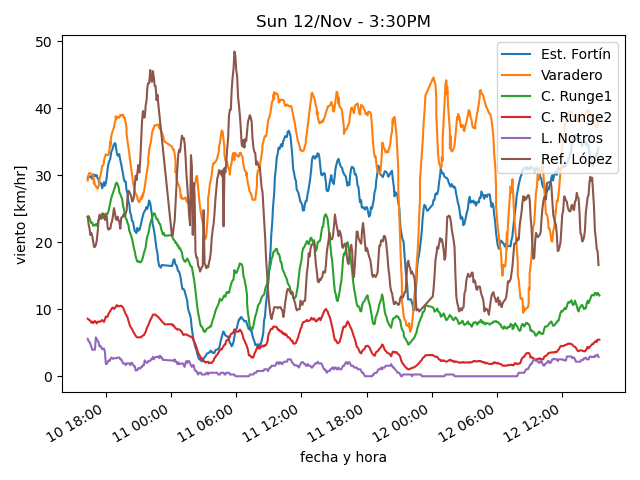 Sun 12/Nov - 3:30PM
50
40
30
20
10
0
viento [km/hr]
Est. Fortín
Varadero
C. Runge1
C. Runge2
L. Notros
Ref. López
10 18:00
11 00:00
11 06:00
11 12:00
11 18:00
12 00:00
12 06:00
12 12:00
fecha y hora